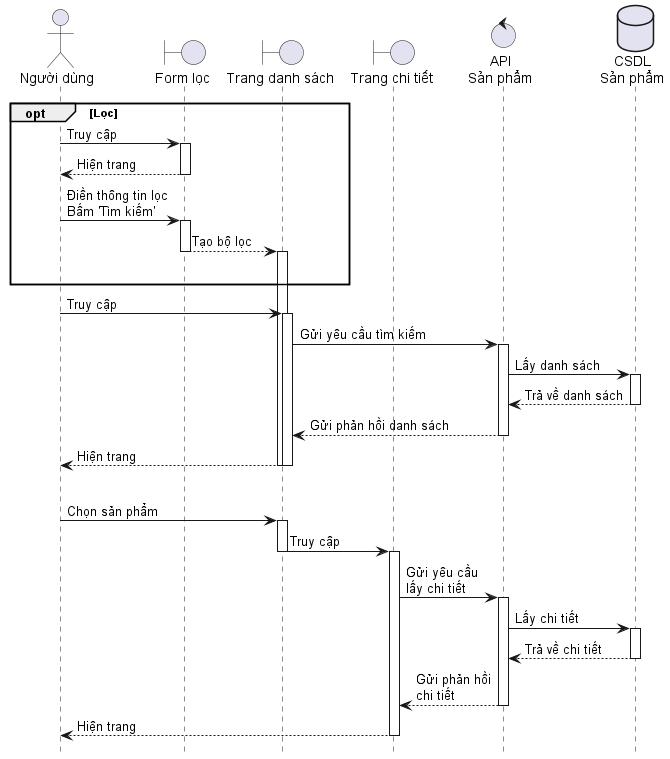 Người dùng
Form lọc
Trang danh sách
Trang chi tiết
API
Sản phẩm
CSDL
Sản phẩm
opt [Lọc]
Truy cập
Hiện trang
Điền thông tin lọc
Bấm 'Tìm kiếm'
Tạo bộ lọc
Truy cập
Gửi yêu cầu tìm kiếm
Lấy danh sách
Trả về danh sách
Gửi phản hồi danh sách
Hiện trang
Chọn sản phẩm
Truy cập
Gửi yêu cầu
lấy chi tiết
Lấy chi tiết
Trả về chi tiết
Gửi phản hồi
chi tiết
Hiện trang